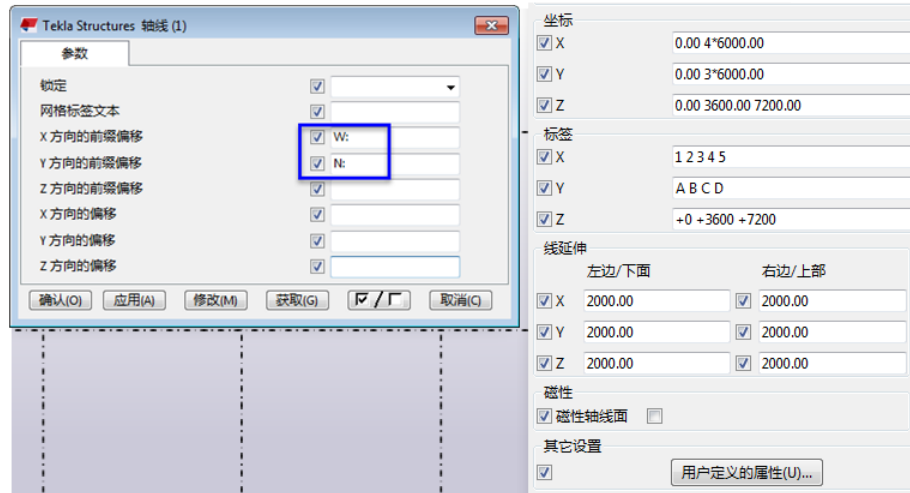 Tekla Structures 轴线 (1)
参数
锁定
网格标签文本
X 方向的前缀偏移 W:
Y 方向的前缀偏移 N:
Z 方向的前缀偏移
X 方向的偏移
Y 方向的偏移
Z 方向的偏移
确认(O) 应用(A) 修改(M) 获取(G) / 取消(C)
坐标
X 0.00 4*6000.00
Y 0.00 3*6000.00
Z 0.00 3600.00 7200.00
标签
X 1 2 3 4 5
Y A B C D
Z +0 +3600 +7200
线延伸
左边/下面 右边/上部
X 2000.00 2000.00
Y 2000.00 2000.00
Z 2000.00 2000.00
磁性
磁性轴线面
其它设置
用户定义的属性(U)...